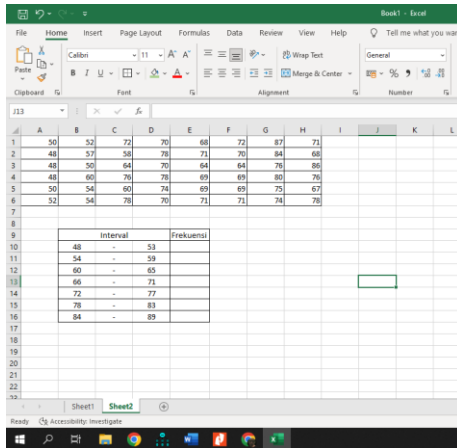 Book1 - Excel
File Home Insert Page Layout Formulas Data Review View Help Tell me what you wan
Calibri 11 A A Wrap Text General
Paste B I U A Merge & Center % 9
Clipboard Font Alignment Number
J13 fx
A B C D E F G H I J K L
1 50 52 72 70 68 72 87 71
2 48 57 58 78 71 70 84 68
3 48 50 64 70 64 64 76 86
4 48 60 76 78 69 69 80 76
5 50 54 60 74 69 69 75 67
6 52 54 78 70 71 71 74 78
7
8
9 Interval Frekuensi
10 48 - 53
11 54 - 59
12 60 - 65
13 66 - 71
14 72 - 77
15 78 - 83
16 84 - 89
17
18
19
20
21
22
23
Sheet1 Sheet2
Ready Accessibility: Investigate